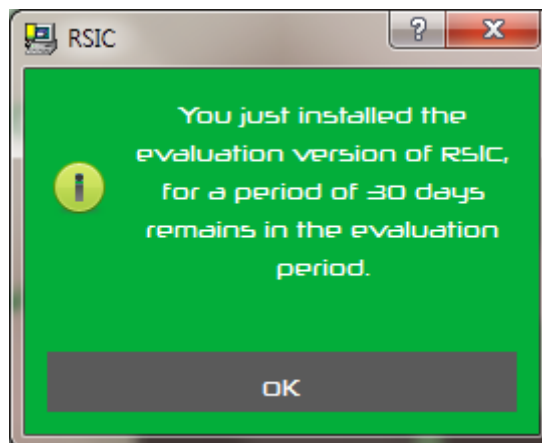 RSIC
You just installed the
evaluation version of RSIC,
for a period of 30 days
remains in the evaluation
period.
OK